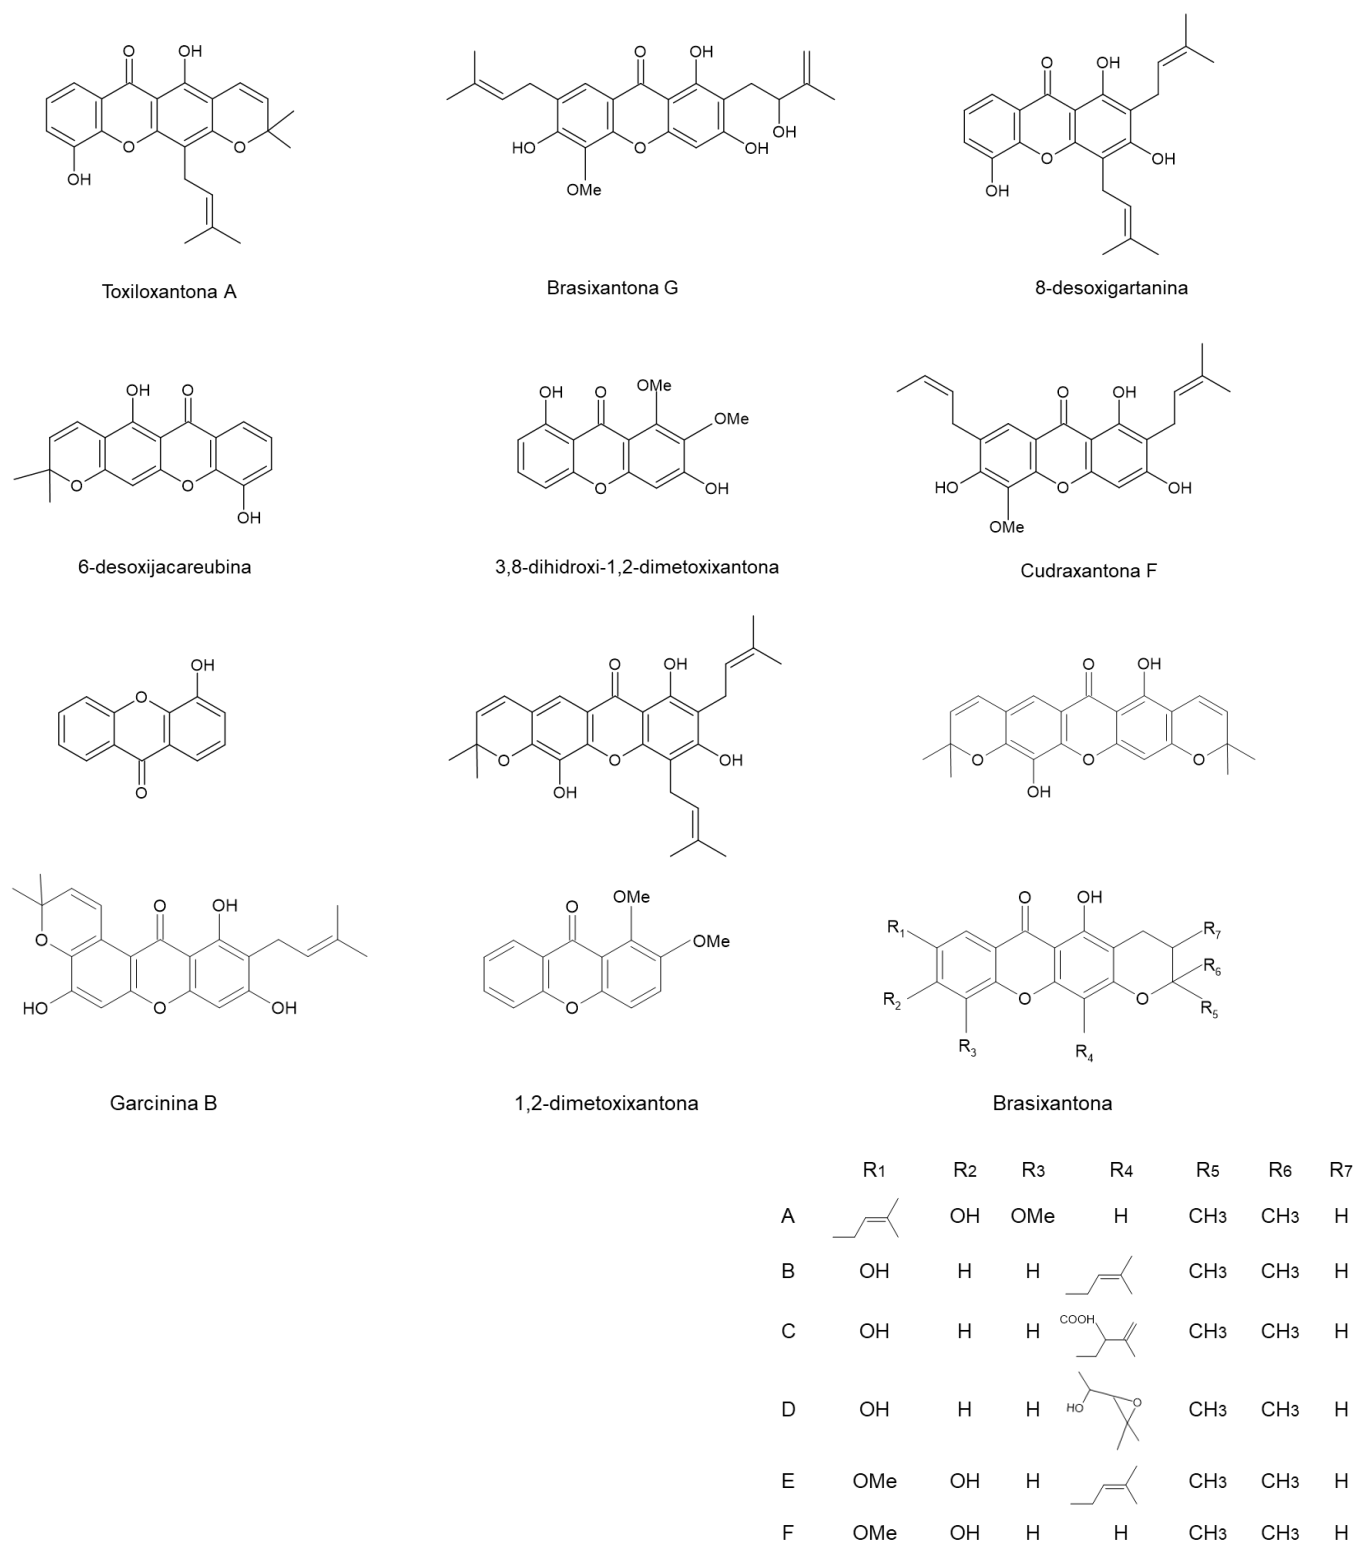 O OH
O
O
OH
Toxiloxantona A
O OH
OH
HO
O
OH
OMe
Brasixantona G
O OH
O
OH
OH
8-desoxigartanina
OH O
O
O
OH
6-desoxijacareubina
OH O OMe
OMe
O
OH
3,8-dihidroxi-1,2-dimetoxixantona
O OH
HO
O
OH
OMe
Cudraxantona F
OH
O
O
O OH
O
O
OH
OH
O OH
O
O
O
OH
O OH
O
HO
O
OH
Garcinina B
O OMe
OMe
O
1,2-dimetoxixantona
O OH
R1
R7
R6
R2
O
O
R5
R3
R4
Brasixantona
R1 R2 R3 R4 R5 R6 R7
A OH OMe H CH3 CH3 H
B OH H H CH3 CH3 H
C OH H H COOH CH3 CH3 H
D OH H H HO O CH3 CH3 H
E OMe OH H CH3 CH3 H
F OMe OH H H CH3 CH3 H